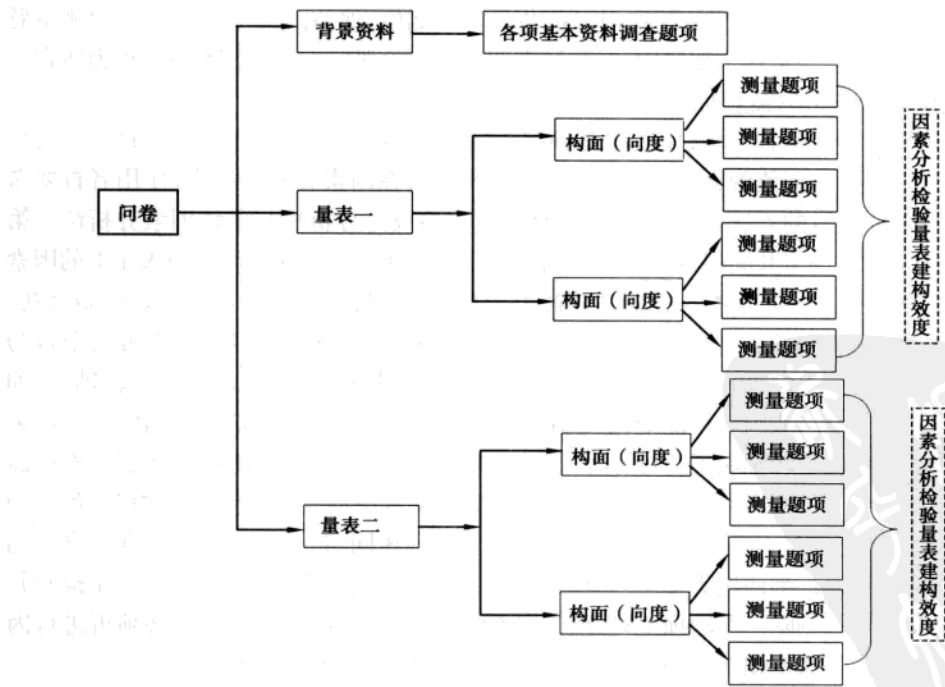 背景资料
各项基本资料调查题项
问卷
量表一
构面（向度）
测量题项
测量题项
测量题项
构面（向度）
测量题项
测量题项
测量题项
因素分析检验量表建构效度
量表二
构面（向度）
测量题项
测量题项
测量题项
构面（向度）
测量题项
测量题项
测量题项
因素分析检验量表建构效度